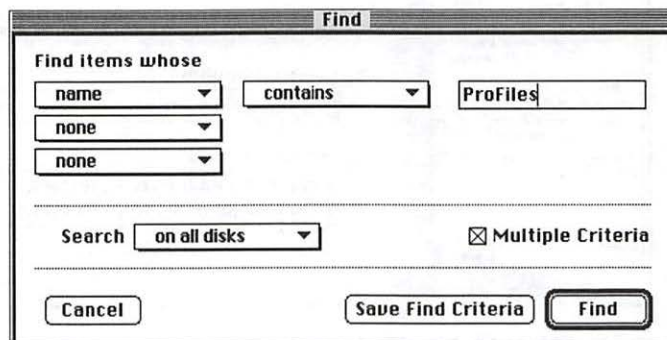 Find
Find items whose
name contains ProFiles
none
none
Search on all disks Multiple Criteria
Cancel Save Find Criteria Find